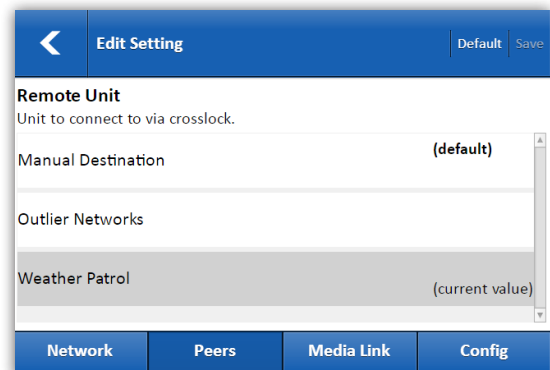 Edit Setting
Default
Save
Remote Unit
Unit to connect to via crosslock.
Manual Destination
(default)
Outlier Networks
Weather Patrol
(current value)
Network
Peers
Media Link
Config